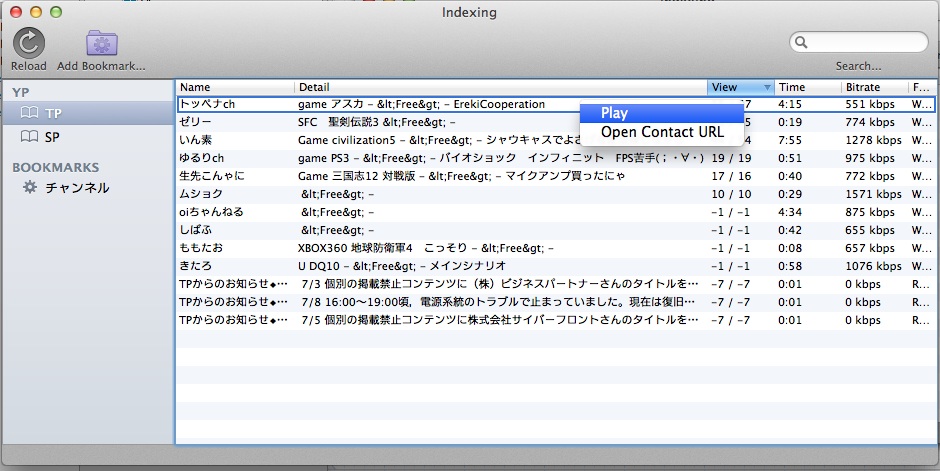 Indexing
Reload Add Bookmark... Search...
YP
TP
SP
BOOKMARKS
チャンネル
Name Detail View Time Bitrate F...
トッペナch game アスカ - &lt;Free&gt; - ErekiCooperation 7 4:15 551 kbps W...
ゼリー SFC 聖剣伝説3 &lt;Free&gt; - 0:19 774 kbps W...
いん素 Game civilization5 - &lt;Free&gt; - シャウキャスでよさ 7:55 1278 kbps W...
ゆるりch game PS3 - &lt;Free&gt; - バイオショック インフィニット FPS苦手(；・∀・) 19 / 19 0:51 975 kbps W...
生先こんゃに Game 三国志12 対戦版 - &lt;Free&gt; - マイクアンプ買ったにゃ 17 / 16 0:40 772 kbps W...
ムショク &lt;Free&gt; - 10 / 10 0:29 1571 kbps W...
oiちゃんねる &lt;Free&gt; - -1 / -1 4:34 875 kbps W...
しばふ &lt;Free&gt; - -1 / -1 0:42 655 kbps W...
ももたお XBOX360 地球防衛軍4 こっそり - &lt;Free&gt; - -1 / -1 0:08 657 kbps W...
きたろ U DQ10 - &lt;Free&gt; - メインシナリオ -1 / -1 0:58 1076 kbps W...
TPからのお知らせ◆… 7/3 個別の掲載禁止コンテンツに（株）ビジネスパートナーさんのタイトルを… -7 / -7 0:01 0 kbps R...
TPからのお知らせ◆… 7/8 16:00〜19:00頃，電源系統のトラブルで止まっていました。現在は復旧… -7 / -7 0:01 0 kbps R...
TPからのお知らせ◆… 7/5 個別の掲載禁止コンテンツに株式会社サイバーフロントさんのタイトルを… -7 / -7 0:01 0 kbps R...
Play
Open Contact URL